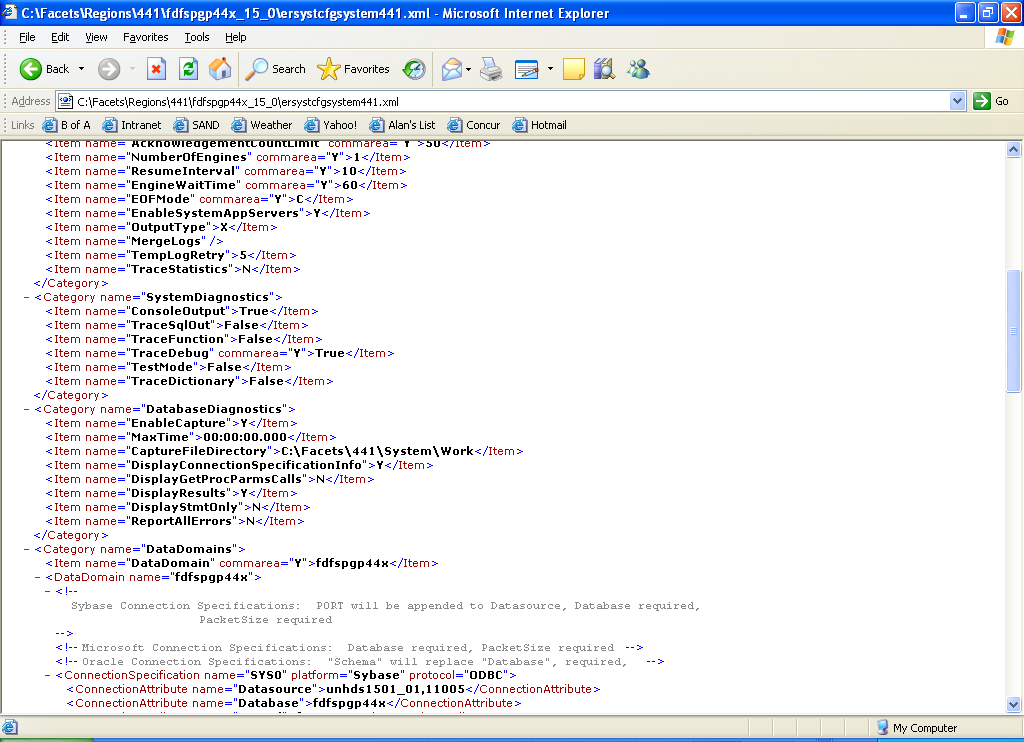 C:\Facets\Regions\441\fdfspgp44x_15_0\ersystcfgsystem441.xml - Microsoft Internet Explorer
File Edit View Favorites Tools Help
Back Search Favorites
Address C:\Facets\Regions\441\fdfspgp44x_15_0\ersystcfgsystem441.xml Go
Links B of A Intranet SAND Weather Yahoo! Alan's List Concur Hotmail
<Item name="AcknowledgementCountLimit" commarea="Y">50</Item>
<Item name="NumberOfEngines" commarea="Y">1</Item>
<Item name="ResumeInterval" commarea="Y">10</Item>
<Item name="EngineWaitTime" commarea="Y">60</Item>
<Item name="EOFMode" commarea="Y">C</Item>
<Item name="EnableSystemAppServers">Y</Item>
<Item name="OutputType">X</Item>
<Item name="MergeLogs" />
<Item name="TempLogRetry">5</Item>
<Item name="TraceStatistics">N</Item>
</Category>
- <Category name="SystemDiagnostics">
<Item name="ConsoleOutput">True</Item>
<Item name="TraceSqlOut">False</Item>
<Item name="TraceFunction">False</Item>
<Item name="TraceDebug" commarea="Y">True</Item>
<Item name="TestMode">False</Item>
<Item name="TraceDictionary">False</Item>
</Category>
- <Category name="DatabaseDiagnostics">
<Item name="EnableCapture">Y</Item>
<Item name="MaxTime">00:00:00.000</Item>
<Item name="CaptureFileDirectory">C:\Facets\441\System\Work</Item>
<Item name="DisplayConnectionSpecificationInfo">Y</Item>
<Item name="DisplayGetProcParmsCalls">N</Item>
<Item name="DisplayResults">Y</Item>
<Item name="DisplayStmtOnly">N</Item>
<Item name="ReportAllErrors">N</Item>
</Category>
- <Category name="DataDomains">
<Item name="DataDomain" commarea="Y">fdfspgp44x</Item>
- <DataDomain name="fdfspgp44x">
- <!--
Sybase Connection Specifications: PORT will be appended to Datasource, Database required,
PacketSize required
-->
<!-- Microsoft Connection Specifications: Database required, PacketSize required -->
<!-- Oracle Connection Specifications: "Schema" will replace "Database", required, -->
- <ConnectionSpecification name="SYS0" platform="Sybase" protocol="ODBC">
<ConnectionAttribute name="Datasource">unhds1501_01,11005</ConnectionAttribute>
<ConnectionAttribute name="Database">fdfspgp44x</ConnectionAttribute>
My Computer